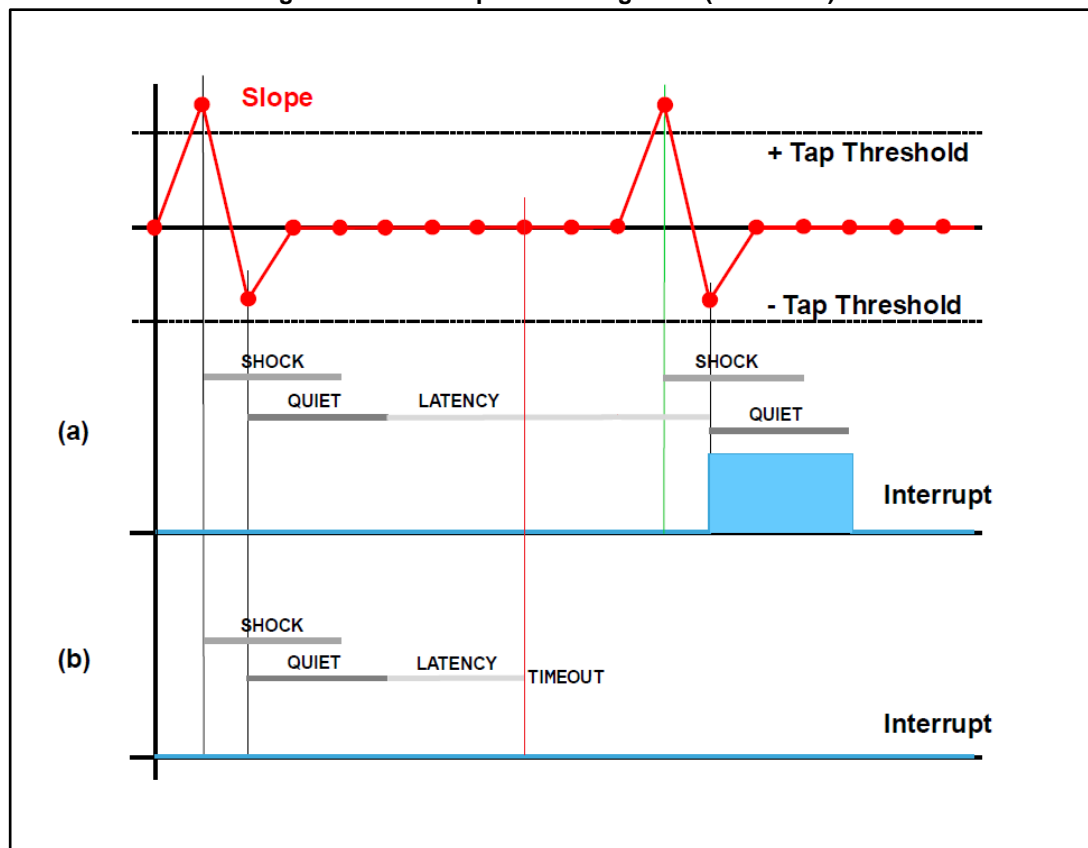 Slope
+ Tap Threshold
- Tap Threshold
SHOCK SHOCK
QUIET LATENCY
QUIET
(a)
Interrupt
SHOCK
(b)
QUIET LATENCY
TIMEOUT
Interrupt